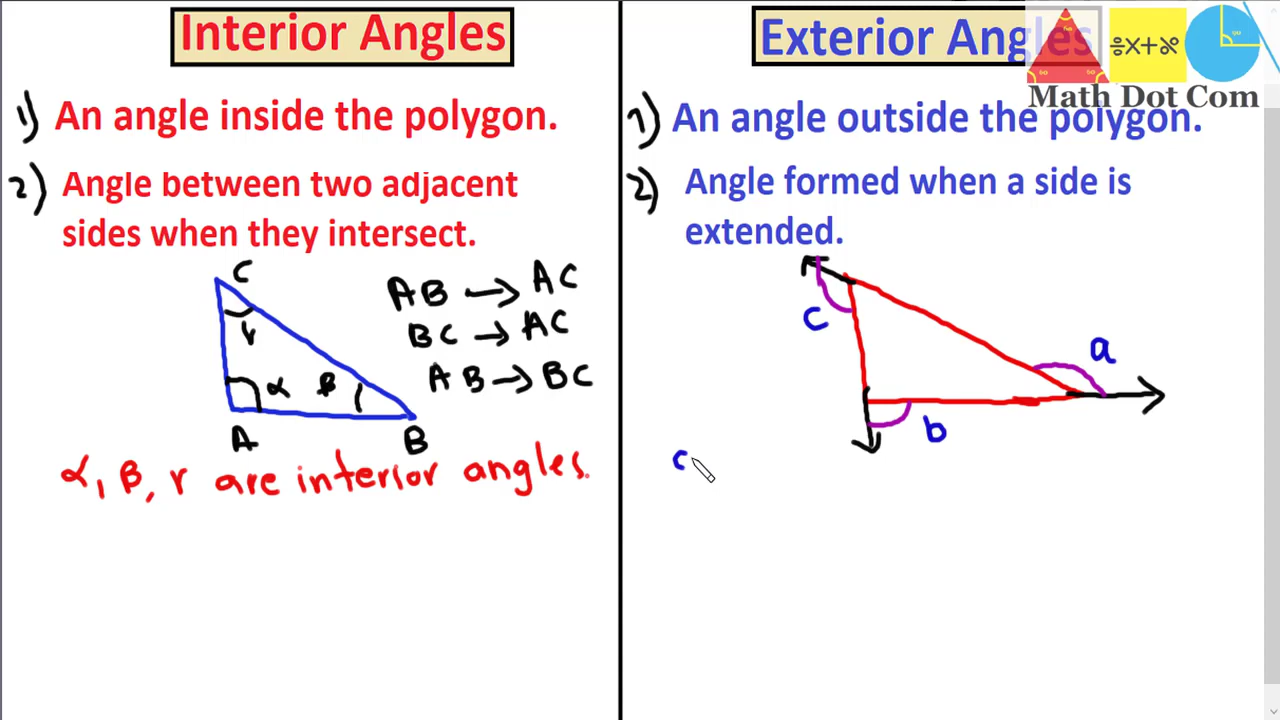 Interior Angles
1) An angle inside the polygon.
2) Angle between two adjacent
sides when they intersect.
C
r
α
β
A
B
AB → AC
BC → AC
AB → BC
α, β, r are interior angles.
Exterior Angles
÷×+
Math Dot Com
1) An angle outside the polygon.
2) Angle formed when a side is
extended.
c
a
b